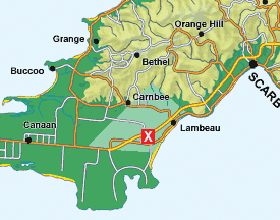 Orange Hill
Grange
Bethel
Buccoo
SCARB
Carnbee
Lambeau
Canaan
X